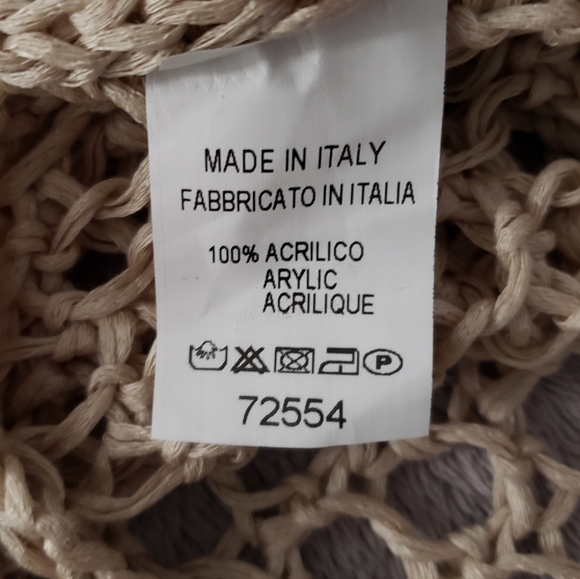 MADE IN ITALY
FABBRICATO IN ITALIA
100% ACRILICO
ARYLIC
ACRILIQUE
P
72554